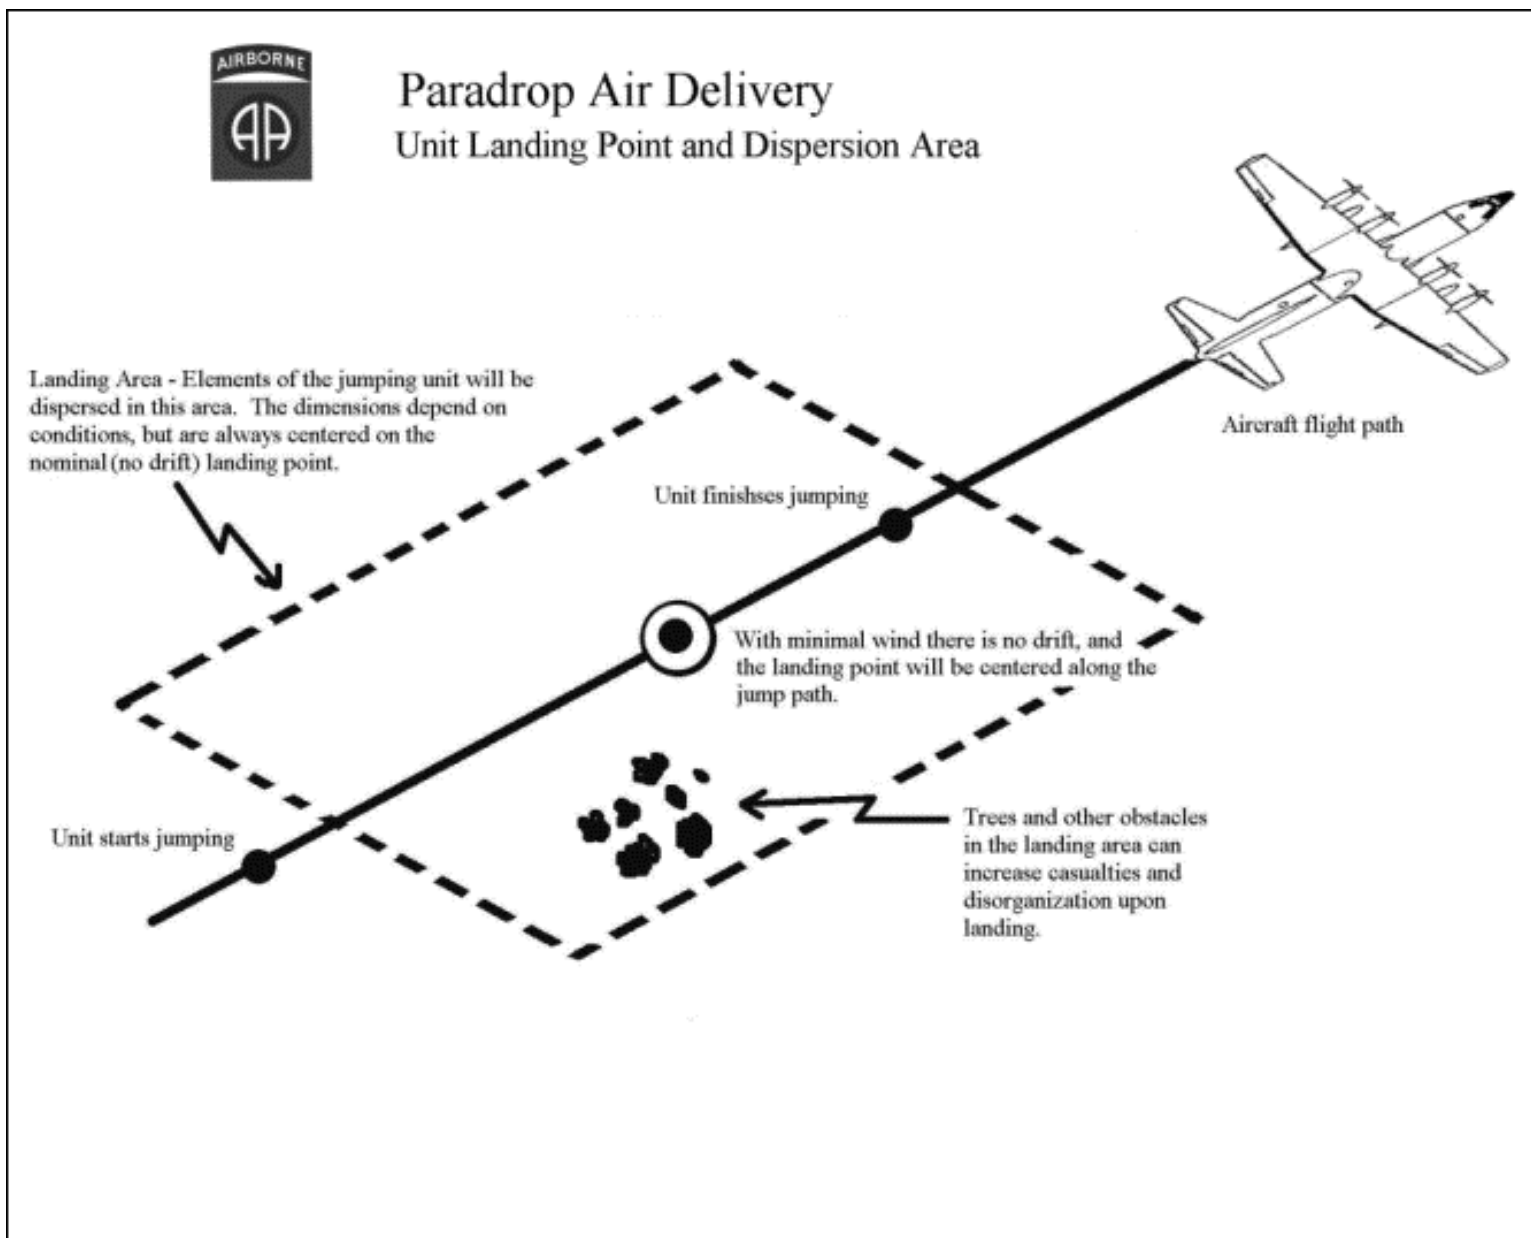 AIRBORNE
AA
Paradrop Air Delivery
Unit Landing Point and Dispersion Area
Landing Area - Elements of the jumping unit will be
dispersed in this area.  The dimensions depend on
conditions, but are always centered on the
nominal (no drift) landing point.
Aircraft flight path
Unit finishses jumping
With minimal wind there is no drift, and
the landing point will be centered along the
jump path.
Unit starts jumping
Trees and other obstacles
in the landing area can
increase casualties and
disorganization upon
landing.